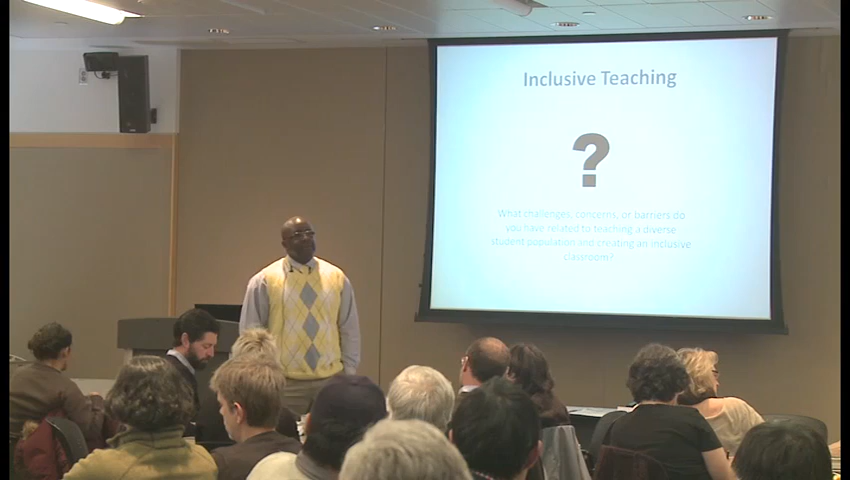 Inclusive Teaching
?
What challenges, concerns, or barriers do
you have related to teaching a diverse
student population and creating an inclusive
classroom?